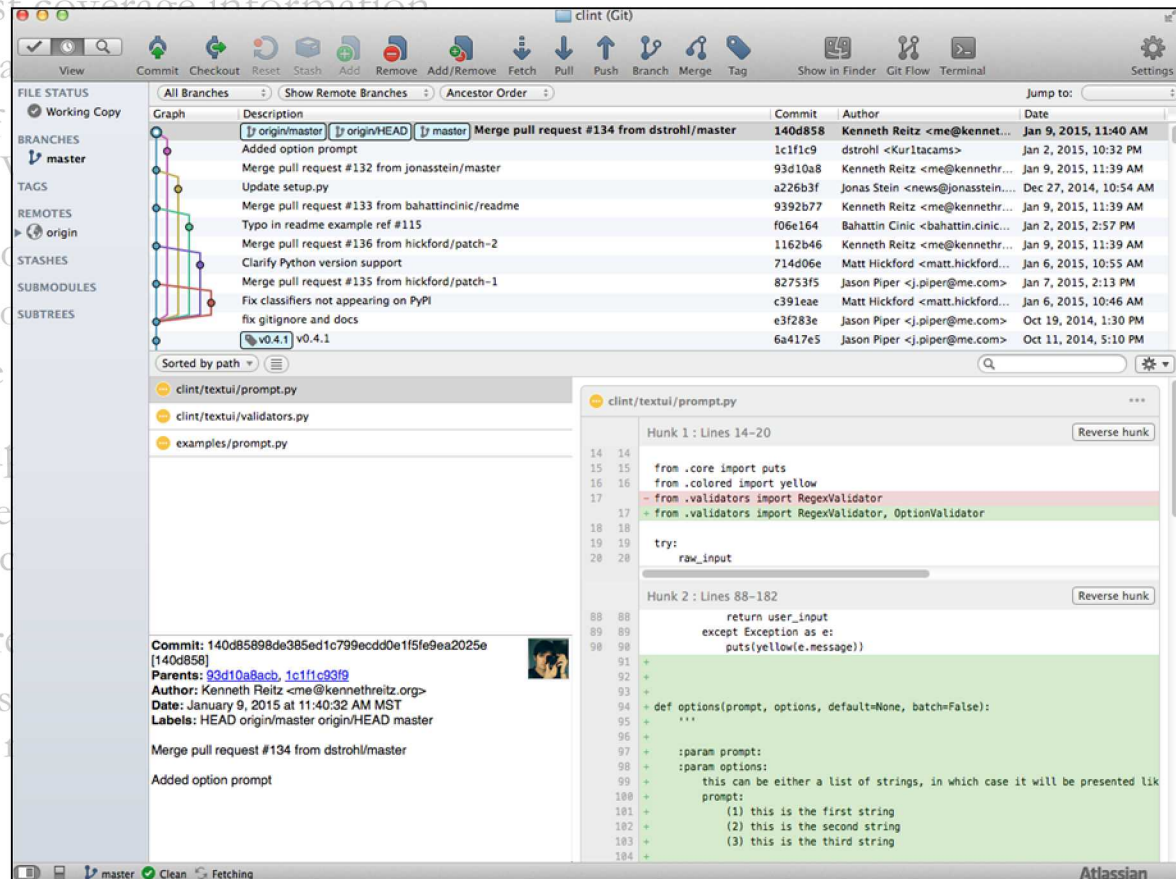 st coverage information
clint (Git)
View Commit Checkout Reset Stash Add Remove Add/Remove Fetch Pull Push Branch Merge Tag Show in Finder Git Flow Terminal Settings
FILE STATUS
Working Copy
BRANCHES
master
TAGS
REMOTES
origin
STASHES
SUBMODULES
SUBTREES
All Branches Show Remote Branches Ancestor Order Jump to:
Graph Description Commit Author Date
origin/master origin/HEAD master Merge pull request #134 from dstrohl/master 140d858 Kenneth Reitz <me@kennet... Jan 9, 2015, 11:40 AM
Added option prompt 1c1f1c9 dstrohl <Kur1tacams> Jan 2, 2015, 10:32 PM
Merge pull request #132 from jonasstein/master 93d10a8 Kenneth Reitz <me@kennethr... Jan 9, 2015, 11:39 AM
Update setup.py a226b3f Jonas Stein <news@jonasstein.... Dec 27, 2014, 10:54 AM
Merge pull request #133 from bahattincinic/readme 9392b77 Kenneth Reitz <me@kennethr... Jan 9, 2015, 11:39 AM
Typo in readme example ref #115 f06e164 Bahattin Cinic <bahattin.cinic... Jan 2, 2015, 2:57 PM
Merge pull request #136 from hickford/patch-2 1162b46 Kenneth Reitz <me@kennethr... Jan 9, 2015, 11:39 AM
Clarify Python version support 714d06e Matt Hickford <matt.hickford... Jan 6, 2015, 10:55 AM
Merge pull request #135 from hickford/patch-1 82753f5 Jason Piper <j.piper@me.com> Jan 7, 2015, 2:13 PM
Fix classifiers not appearing on PyPI c391eae Matt Hickford <matt.hickford... Jan 6, 2015, 10:46 AM
fix gitignore and docs e3f283e Jason Piper <j.piper@me.com> Oct 19, 2014, 1:30 PM
v0.4.1 v0.4.1 6a417e5 Jason Piper <j.piper@me.com> Oct 11, 2014, 5:10 PM
Sorted by path
clint/textui/prompt.py
clint/textui/validators.py
examples/prompt.py
Commit: 140d85898de385ed1c799ecdd0e1f5fe9ea2025e
[140d858]
Parents: 93d10a8acb, 1c1f1c93f9
Author: Kenneth Reitz <me@kennethreitz.org>
Date: January 9, 2015 at 11:40:32 AM MST
Labels: HEAD origin/master origin/HEAD master
Merge pull request #134 from dstrohl/master
Added option prompt
clint/textui/prompt.py
Hunk 1 : Lines 14-20 Reverse hunk
14 14
15 15 from .core import puts
16 16 from .colored import yellow
17 - from .validators import RegexValidator
17 + from .validators import RegexValidator, OptionValidator
18 18
19 19 try:
20 20 raw_input
Hunk 2 : Lines 88-182 Reverse hunk
88 88 return user_input
89 89 except Exception as e:
90 90 puts(yellow(e.message))
91 +
92 +
93 +
94 + def options(prompt, options, default=None, batch=False):
95 + '''
96 +
97 + :param prompt:
98 + :param options:
99 + this can be either a list of strings, in which case it will be presented lik
100 + prompt:
101 + (1) this is the first string
102 + (2) this is the second string
103 + (3) this is the third string
104 +
master Clean Fetching Atlassian